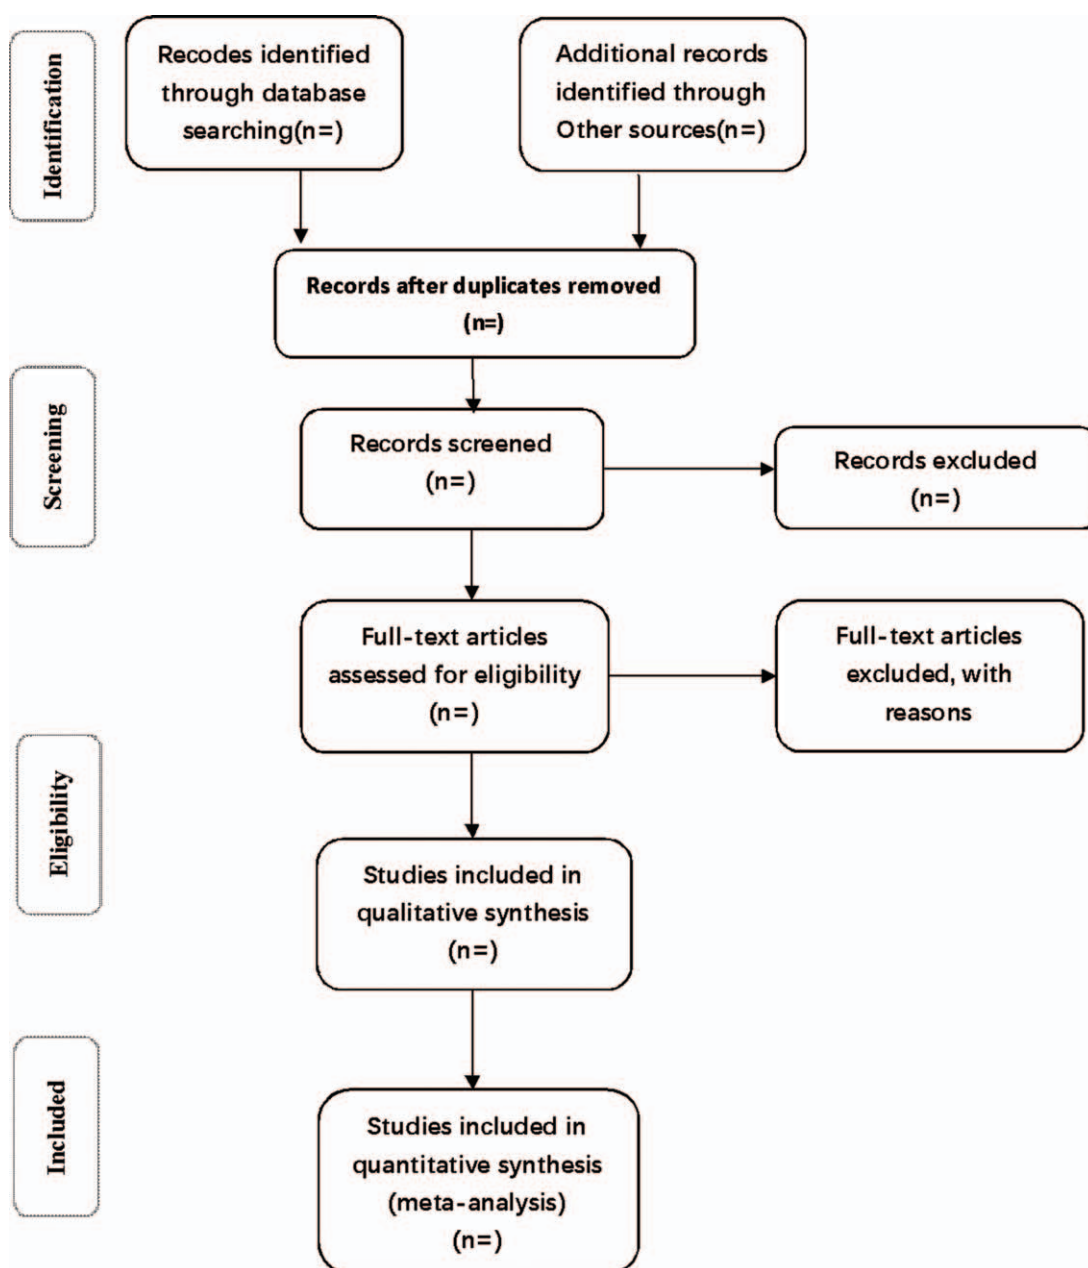 Identification
Recodes identified
through database
searching(n=)
Additional records
identified through
Other sources(n=)
Records after duplicates removed
(n=)
Screening
Records screened
(n=)
Records excluded
(n=)
Full-text articles
assessed for eligibility
(n=)
Full-text articles
excluded, with
reasons
Eligibility
Studies included in
qualitative synthesis
(n=)
Included
Studies included in
quantitative synthesis
(meta-analysis)
(n=)